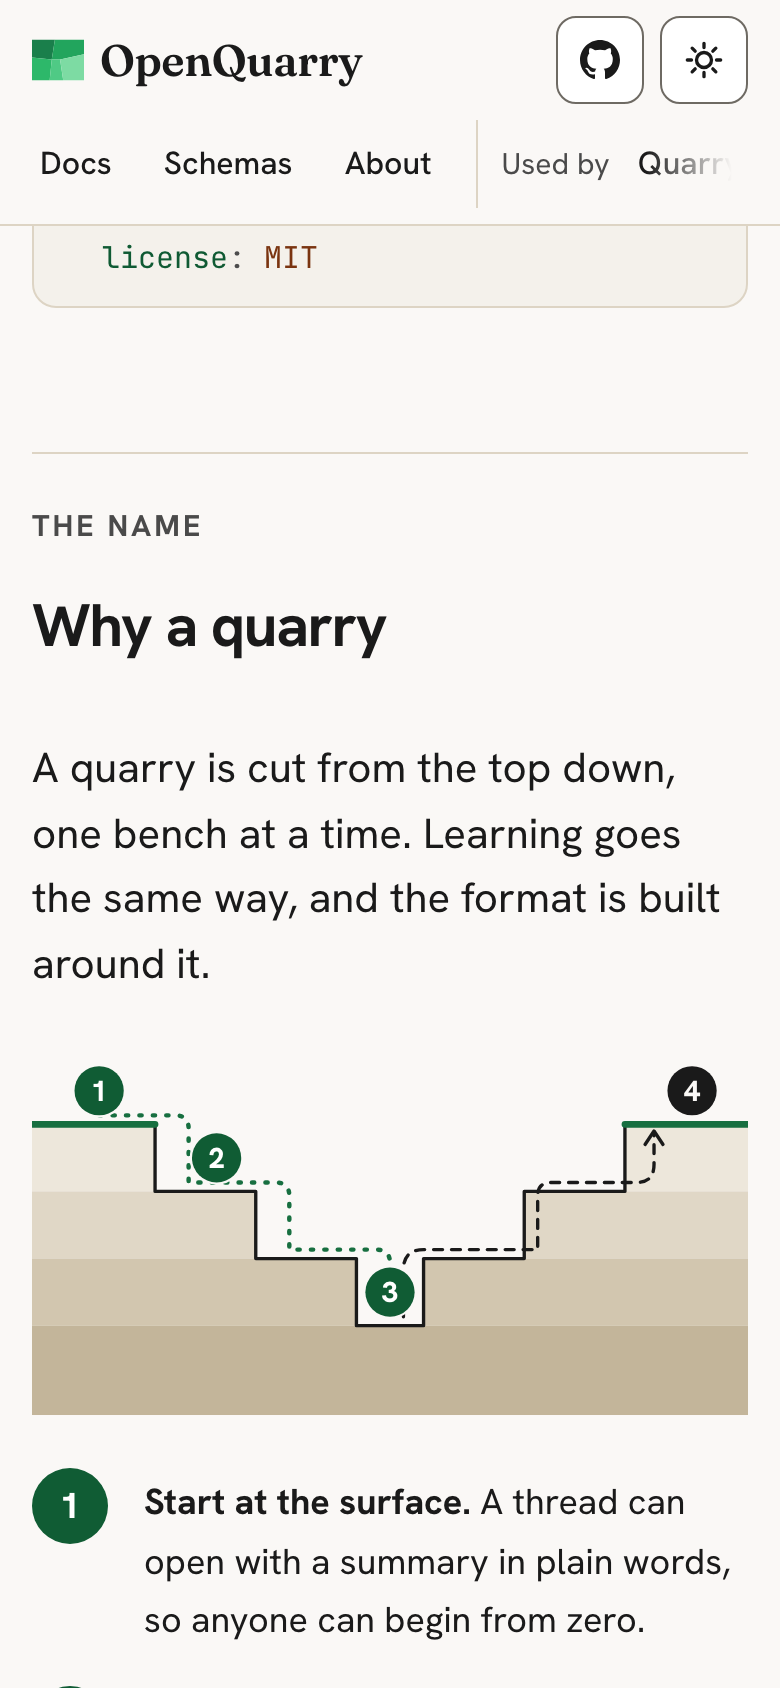 OpenQuarry
Docs Schemas About Used by Quarry
license: MIT
THE NAME
Why a quarry
A quarry is cut from the top down,
one bench at a time. Learning goes
the same way, and the format is built
around it.
1
4
2
3
1 Start at the surface. A thread can
open with a summary in plain words,
so anyone can begin from zero.